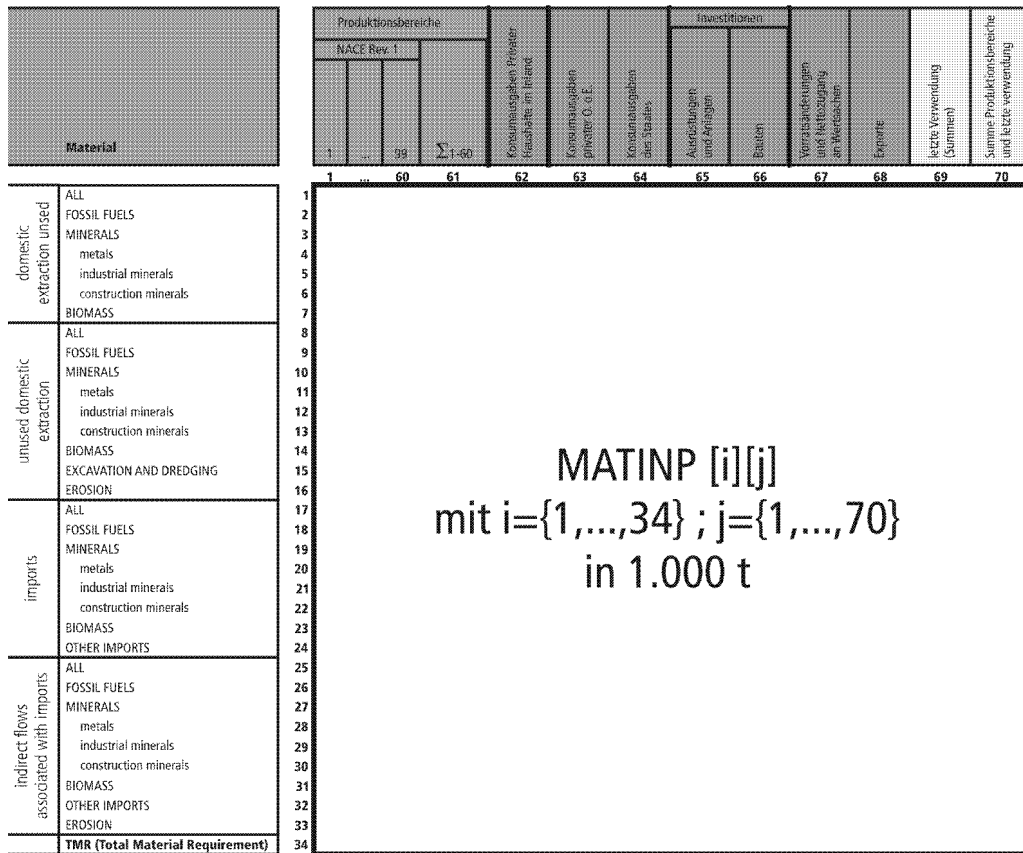 Material
Produktionsbereiche
NACE Rev. 1
1 ... 99 ∑1-60
Konsumausgaben Privater
Haushalte im Inland
Konsumausgaben
privater O. o.E.
Konsumausgaben
des Staates
Investitionen
Ausrüstungen
und Anlagen
Bauten
Vorratsänderungen
und Nettozugang
an Wertsachen
Exporte
letzte Verwendung
(Summen)
Summe Produktionsbereiche
und letzte verwendung
1 ... 60 61 62 63 64 65 66 67 68 69 70
domestic
extraction unsed
ALL 1
FOSSIL FUELS 2
MINERALS 3
metals 4
industrial minerals 5
construction minerals 6
BIOMASS 7
unused domestic
extraction
ALL 8
FOSSIL FUELS 9
MINERALS 10
metals 11
industrial minerals 12
construction minerals 13
BIOMASS 14
EXCAVATION AND DREDGING 15
EROSION 16
imports
ALL 17
FOSSIL FUELS 18
MINERALS 19
metals 20
industrial minerals 21
construction minerals 22
BIOMASS 23
OTHER IMPORTS 24
indirect flows
associated with imports
ALL 25
FOSSIL FUELS 26
MINERALS 27
metals 28
industrial minerals 29
construction minerals 30
BIOMASS 31
OTHER IMPORTS 32
EROSION 33
TMR (Total Material Requirement) 34
MATINP [i][j]
mit i={1,...,34} ; j={1,...,70}
in 1.000 t